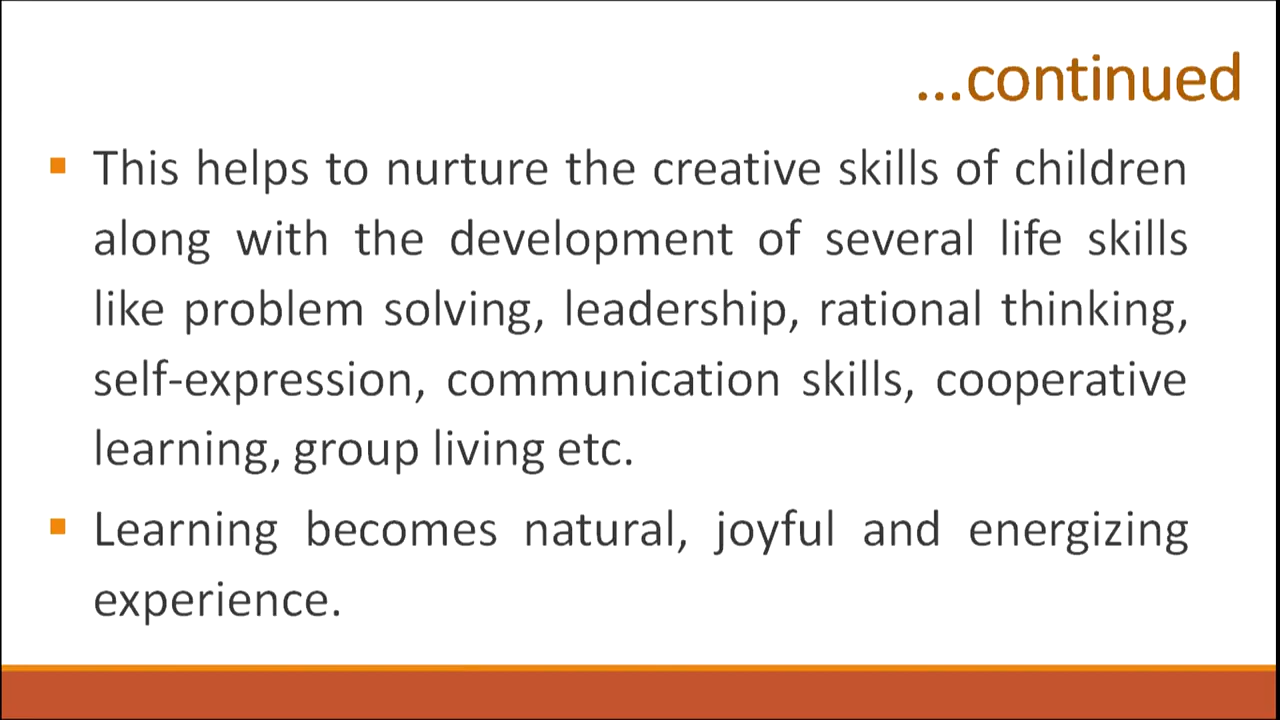 ...continued
This helps to nurture the creative skills of children
along with the development of several life skills
like problem solving, leadership, rational thinking,
self-expression, communication skills, cooperative
learning, group living etc.
Learning becomes natural, joyful and energizing
experience.